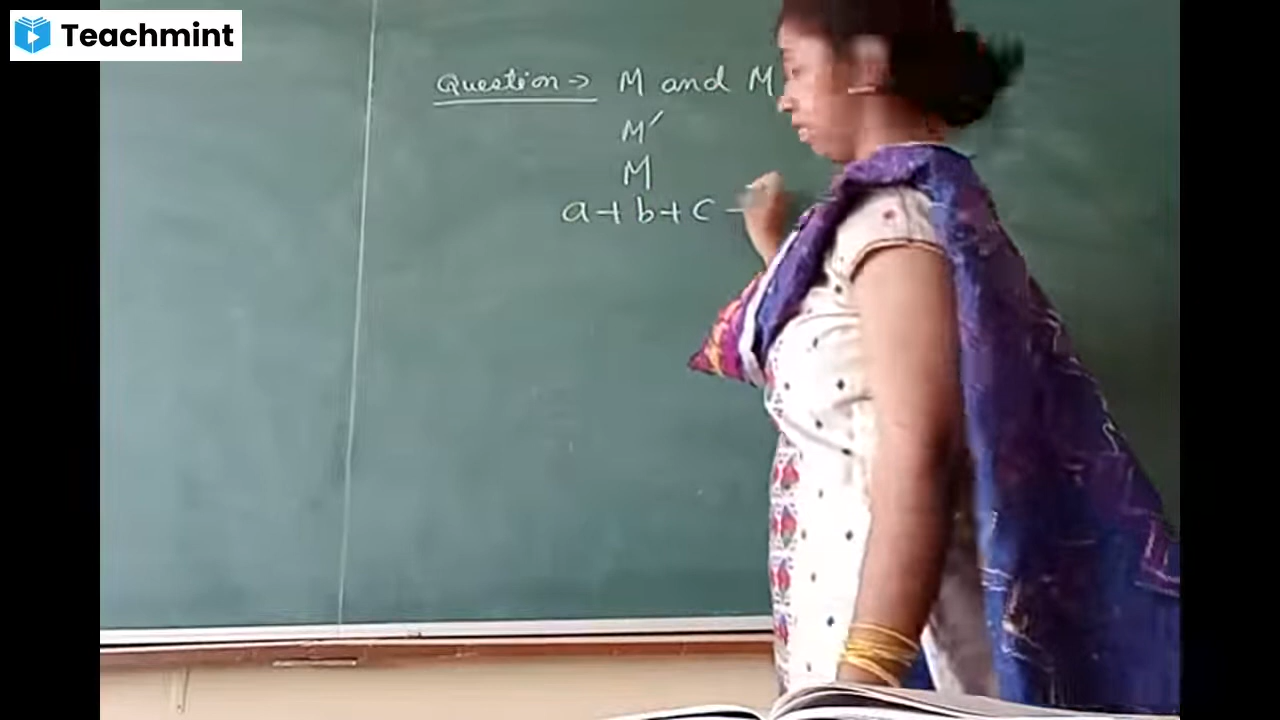 Teachmint
Question → M and M
M′
M
a + b + c -